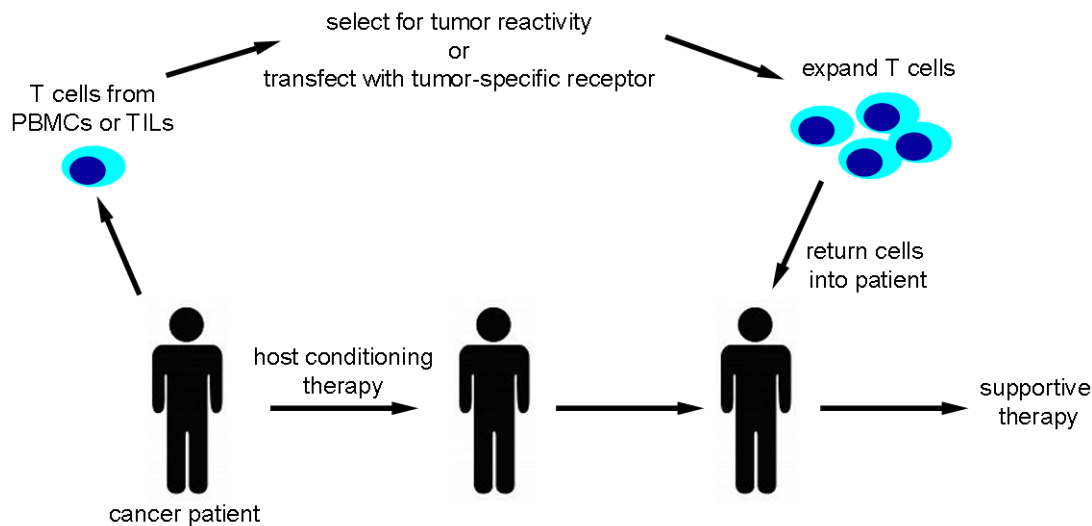 select for tumor reactivity
or
transfect with tumor-specific receptor
T cells from
PBMCs or TILs
expand T cells
return cells
into patient
host conditioning
therapy
supportive
therapy
cancer patient